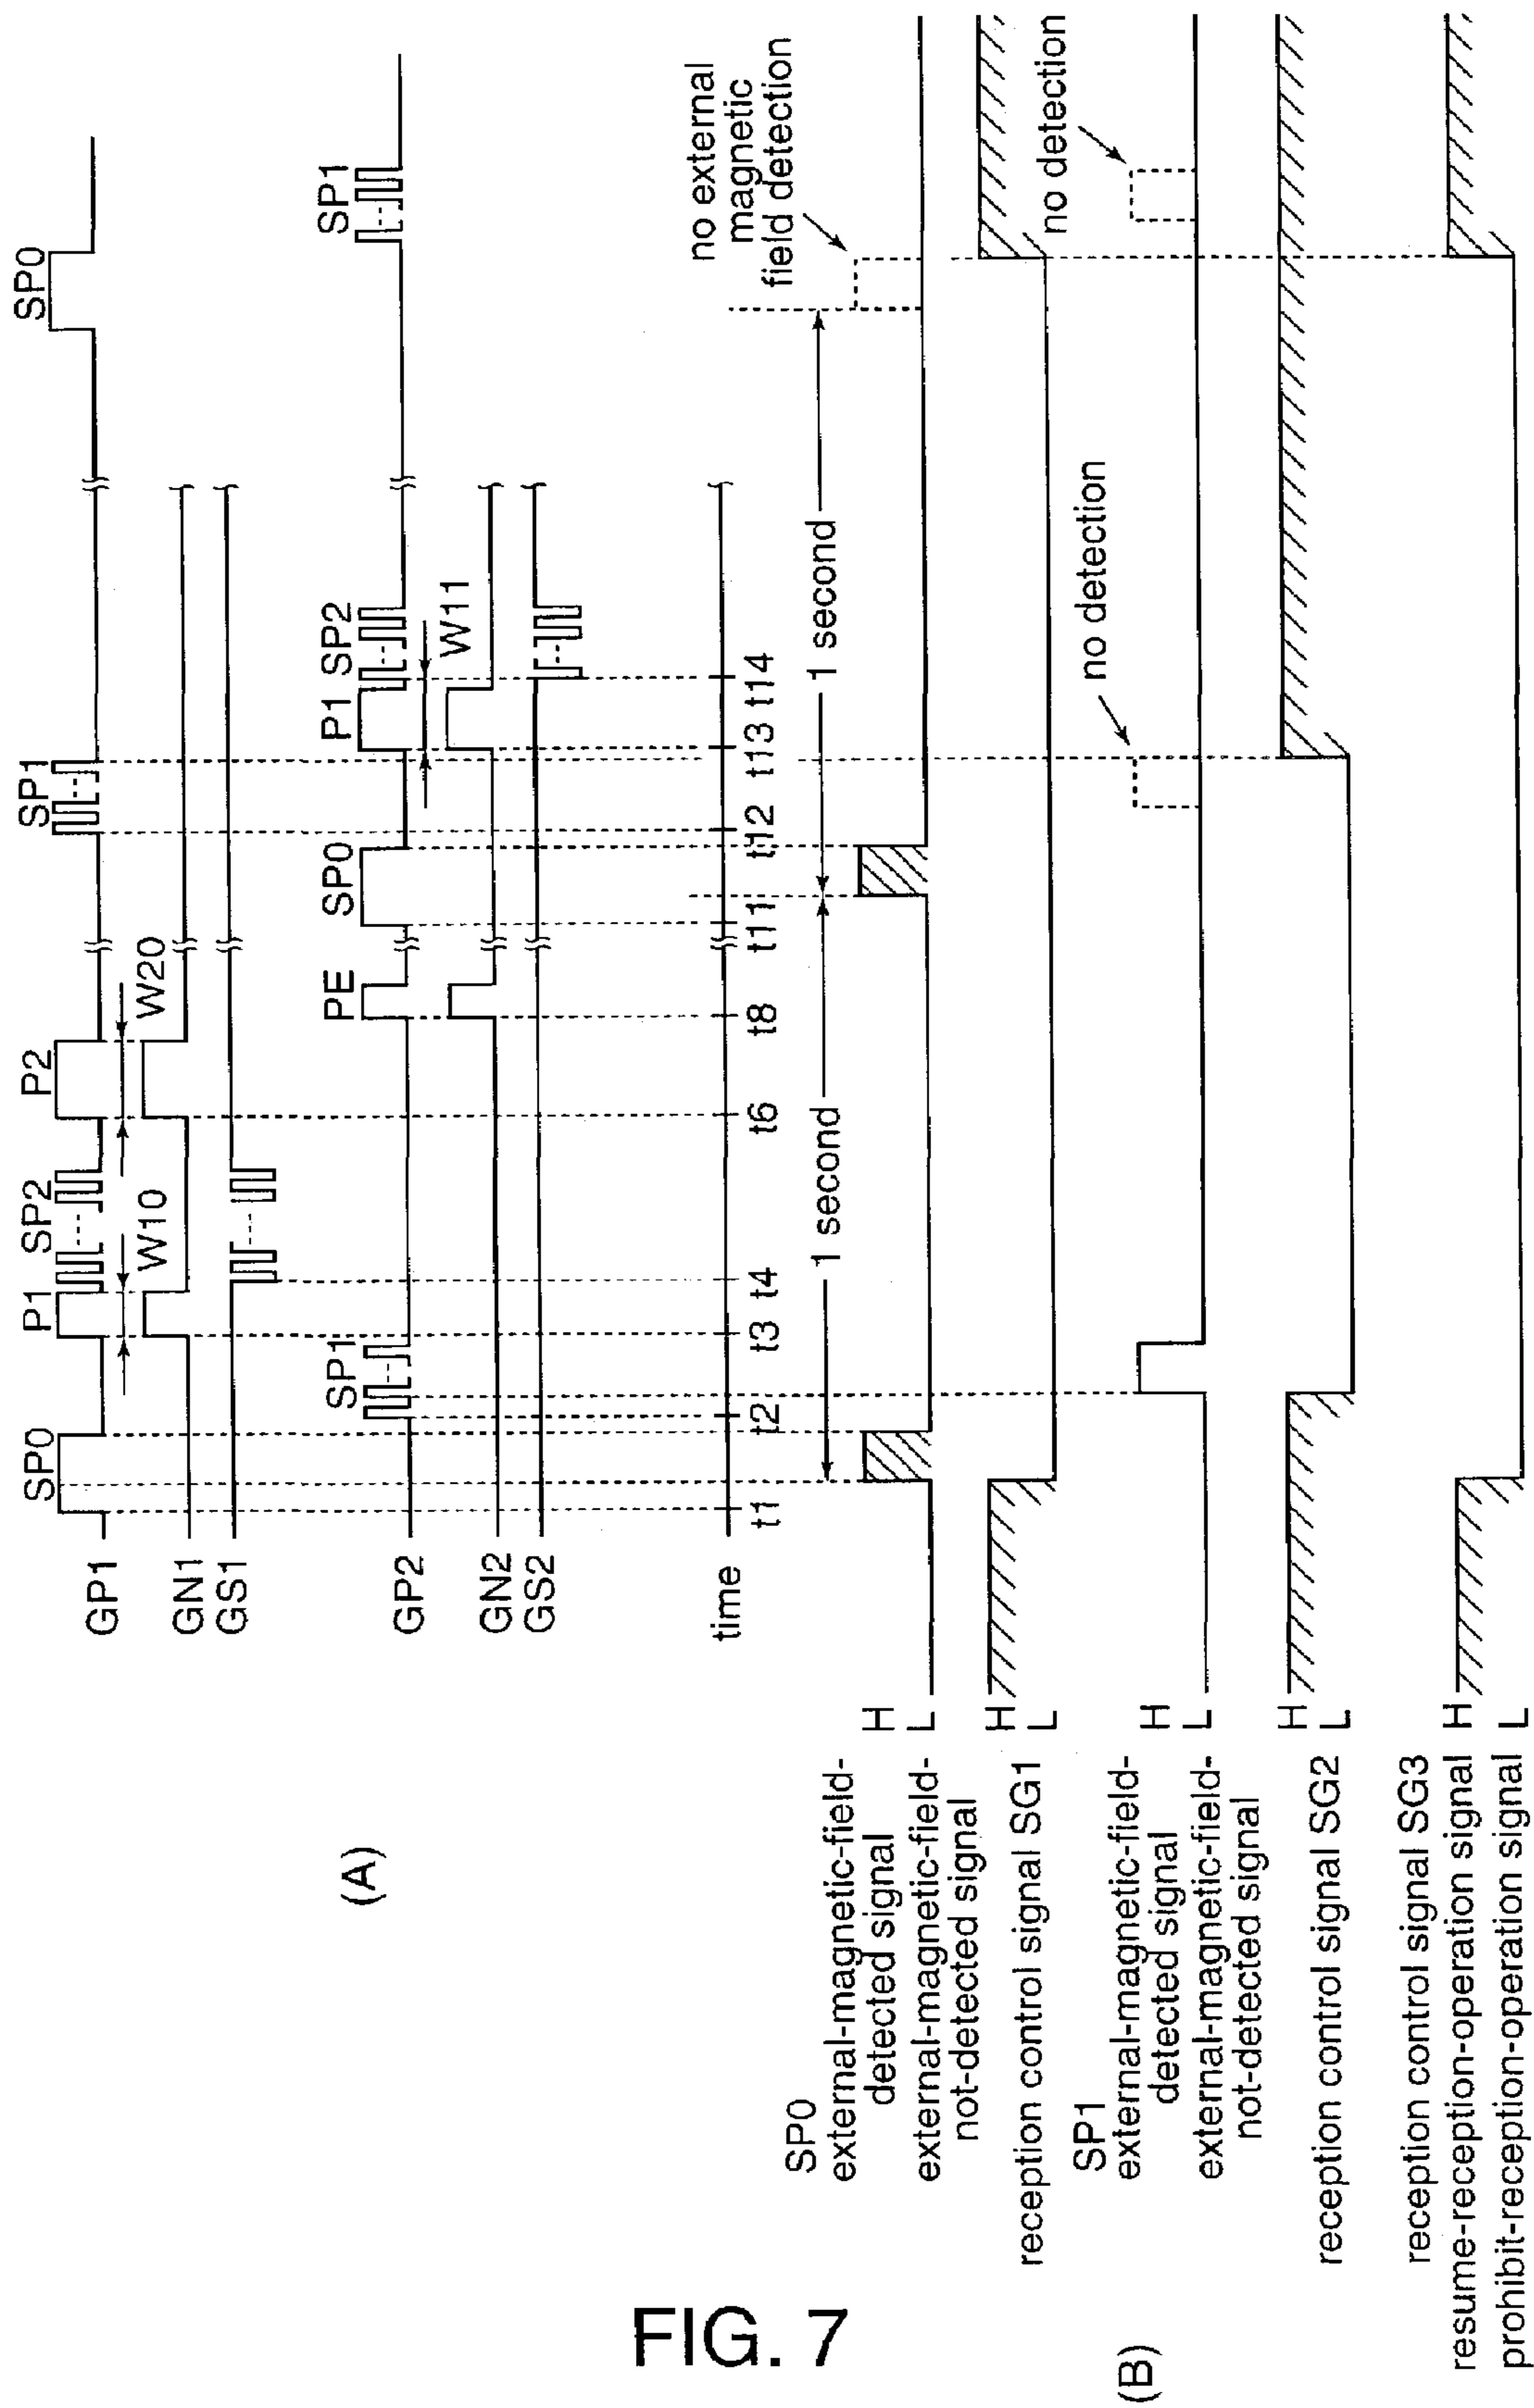 FIG. 7
(A)
SP0
SP1
SP0
P1
SP2
P2
GP1
W10
W20
GN1
GS1
SP1
PE
SP0
P1
SP2
SP1
GP2
W11
GN2
GS2
time
t1
t2
t3
t4
t6
t8
t11
t12
t13
t14
(B)
SP0
external-magnetic-field-
detected signal
H
external-magnetic-field-
not-detected signal
L
1 second
1 second
no external
magnetic
field detection
reception control signal SG1
H
L
SP1
external-magnetic-field-
detected signal
H
external-magnetic-field-
not-detected signal
L
no detection
no detection
reception control signal SG2
H
L
reception control signal SG3
resume-reception-operation signal
H
prohibit-reception-operation signal
L